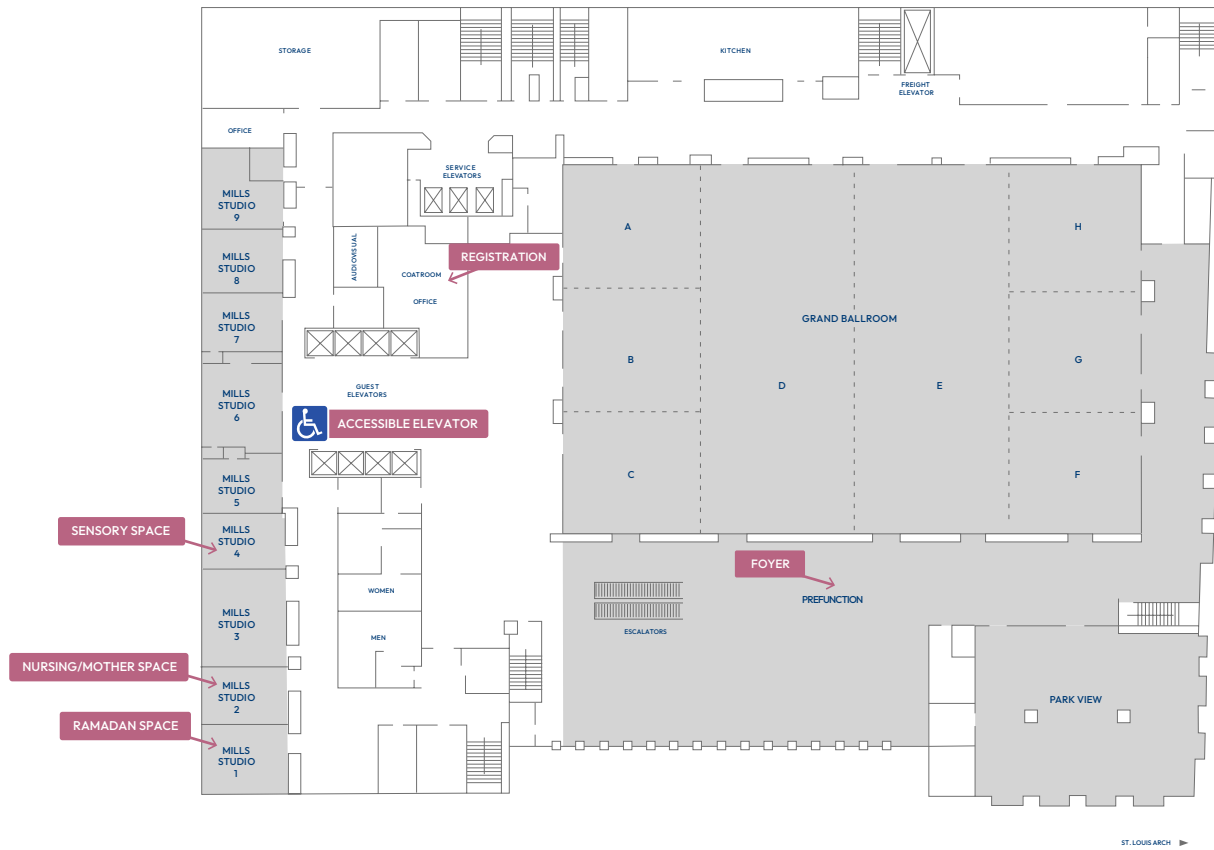 STORAGE
KITCHEN
FREIGHT
ELEVATOR
OFFICE
SERVICE
ELEVATORS
MILLS
STUDIO
9
A
H
AUDIOVISUAL
REGISTRATION
MILLS
STUDIO
8
COATROOM
OFFICE
MILLS
STUDIO
7
GRAND BALLROOM
B
G
D
E
GUEST
ELEVATORS
MILLS
STUDIO
6
ACCESSIBLE ELEVATOR
MILLS
STUDIO
5
C
F
SENSORY SPACE
MILLS
STUDIO
4
FOYER
PREFUNCTION
WOMEN
MILLS
STUDIO
3
MEN
ESCALATORS
NURSING/MOTHER SPACE
MILLS
STUDIO
2
PARK VIEW
RAMADAN SPACE
MILLS
STUDIO
1
ST. LOUIS ARCH